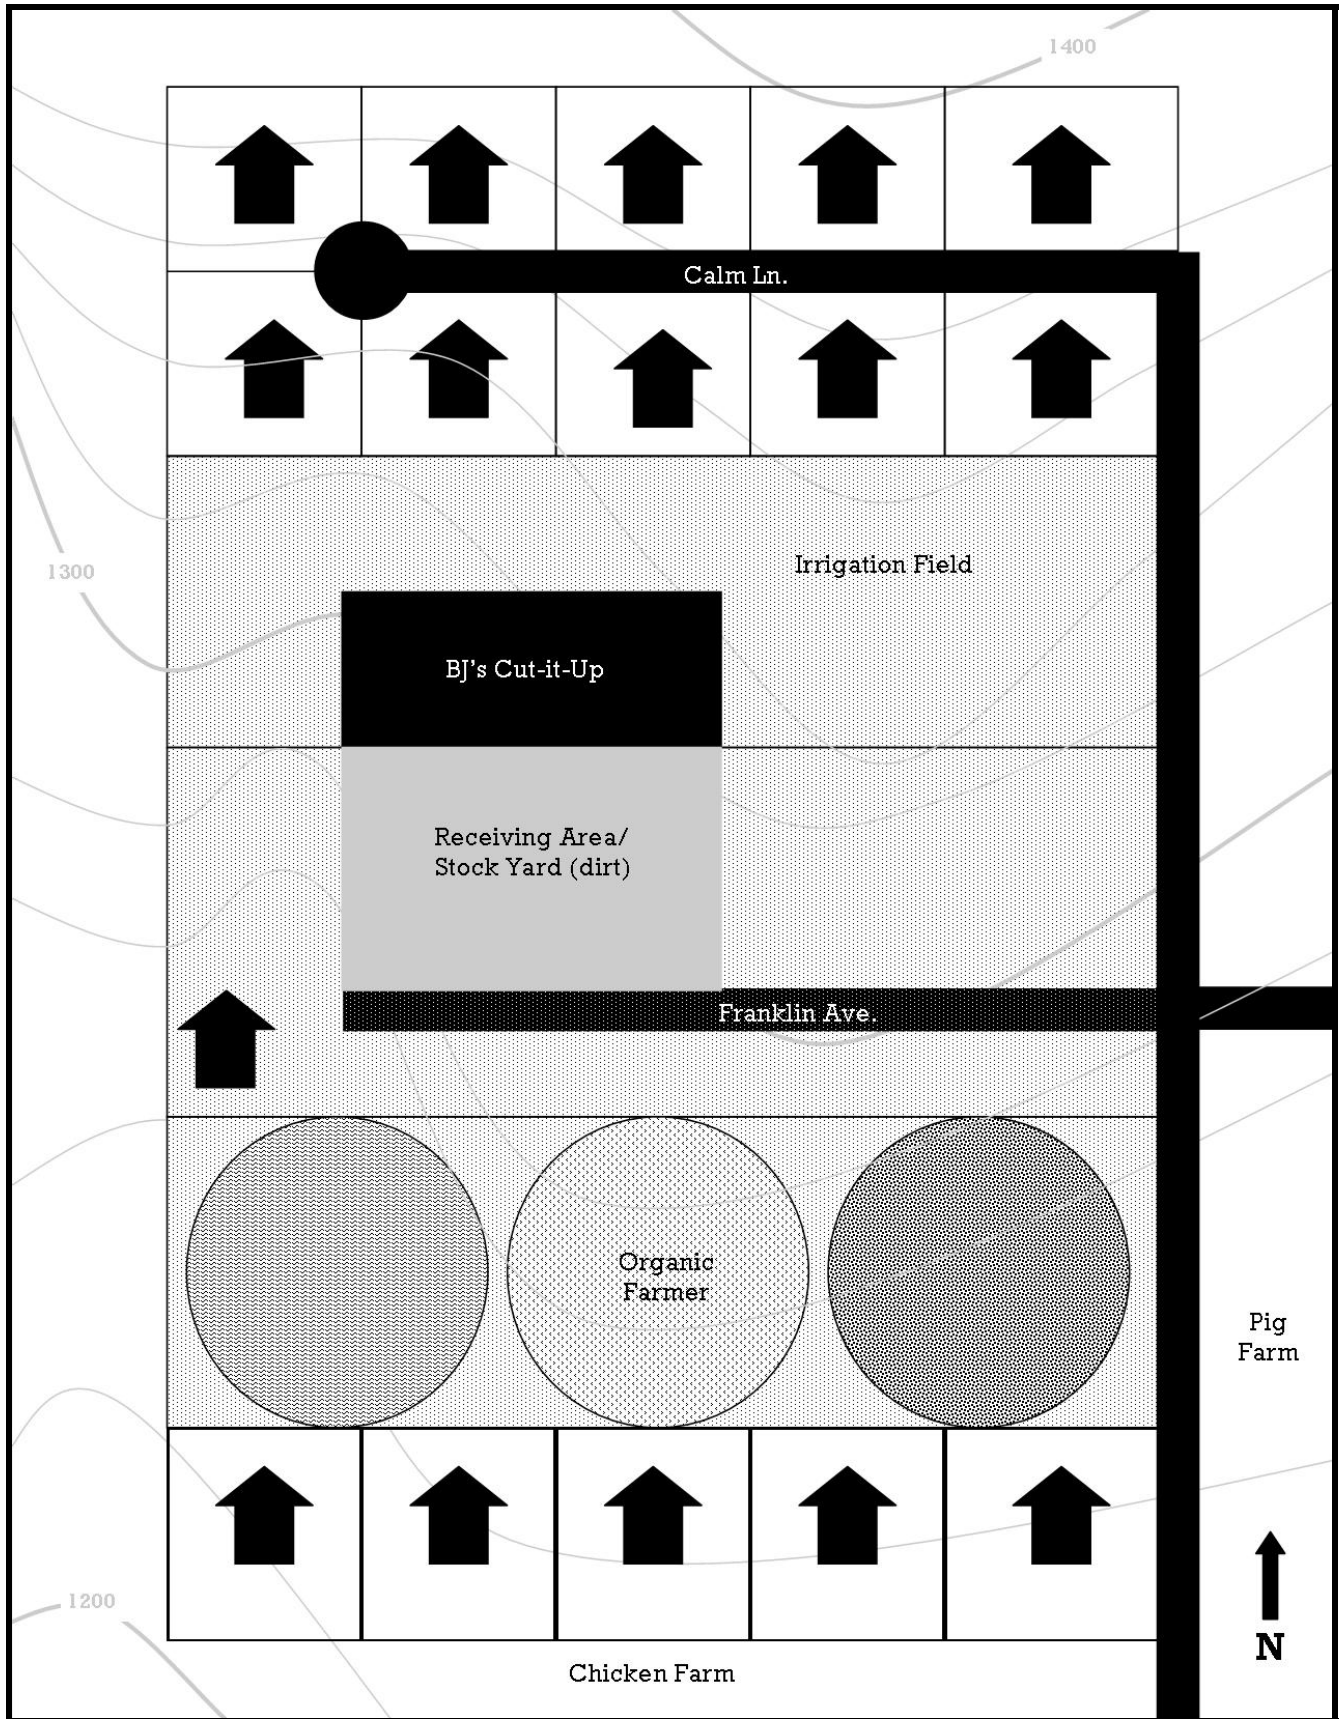 1400
Calm Ln.
Irrigation Field
1300
BJ's Cut-it-Up
Receiving Area/
Stock Yard (dirt)
Franklin Ave.
Organic
Farmer
Pig
Farm
1200
N
Chicken Farm